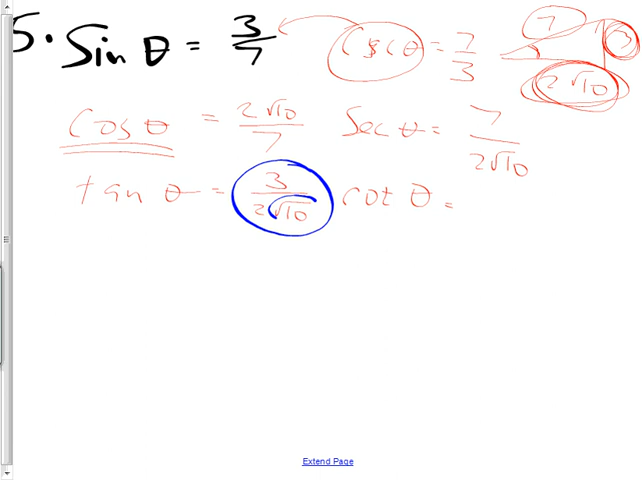 5. Sin θ = 3/7 Csc θ = 7/3 7 3 2√10
Cos θ = 2√10/7 Sec θ = 7/2√10
tan θ = 3/2√10 cot θ =
Extend Page